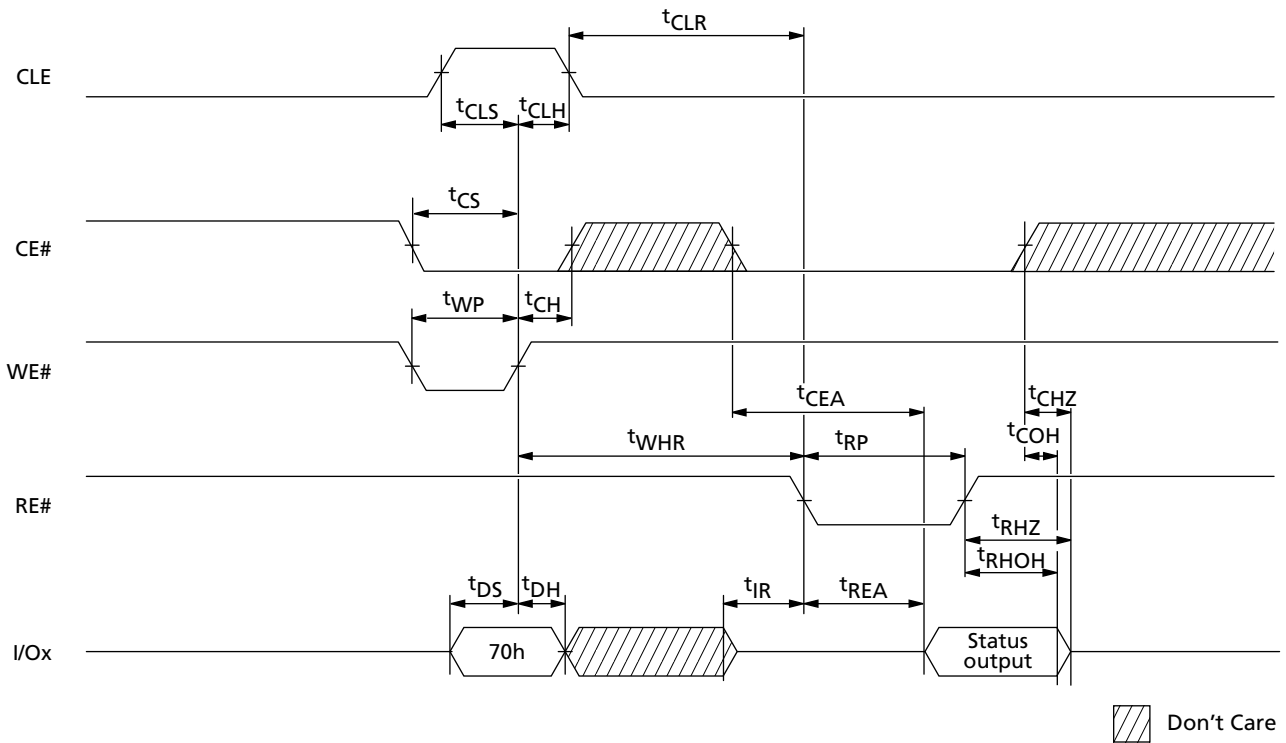 tCLR
CLE
tCLS tCLH
tCS
CE#
tWP tCH
WE#
tCEA tCHZ
tWHR tRP tCOH
RE#
tRHZ
tRHOH
tDS tDH tIR tREA
I/Ox 70h Status output
Don't Care